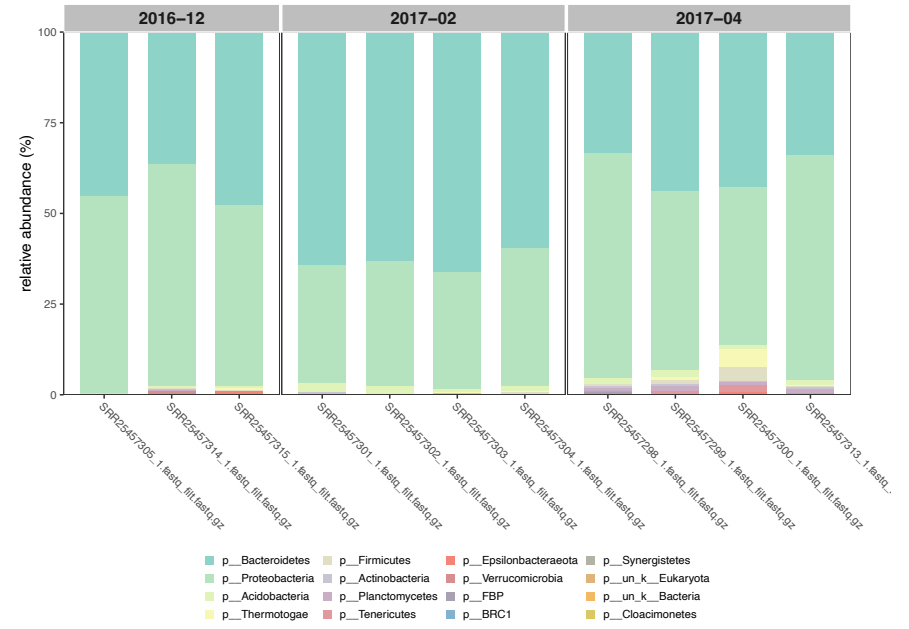 2016–12 2017–02 2017–04
100
75
50
25
0
relative abundance (%)
SRR25457305_1.fastq_filt.fastq.gz
SRR25457314_1.fastq_filt.fastq.gz
SRR25457315_1.fastq_filt.fastq.gz
SRR25457301_1.fastq_filt.fastq.gz
SRR25457302_1.fastq_filt.fastq.gz
SRR25457303_1.fastq_filt.fastq.gz
SRR25457304_1.fastq_filt.fastq.gz
SRR25457298_1.fastq_filt.fastq.gz
SRR25457299_1.fastq_filt.fastq.gz
SRR25457300_1.fastq_filt.fastq.gz
SRR25457313_1.fastq_.
p__Bacteroidetes p__Firmicutes p__Epsilonbacteraeota p__Synergistetes
p__Proteobacteria p__Actinobacteria p__Verrucomicrobia p__un_k__Eukaryota
p__Acidobacteria p__Planctomycetes p__FBP p__un_k__Bacteria
p__Thermotogae p__Tenericutes p__BRC1 p__Cloacimonetes